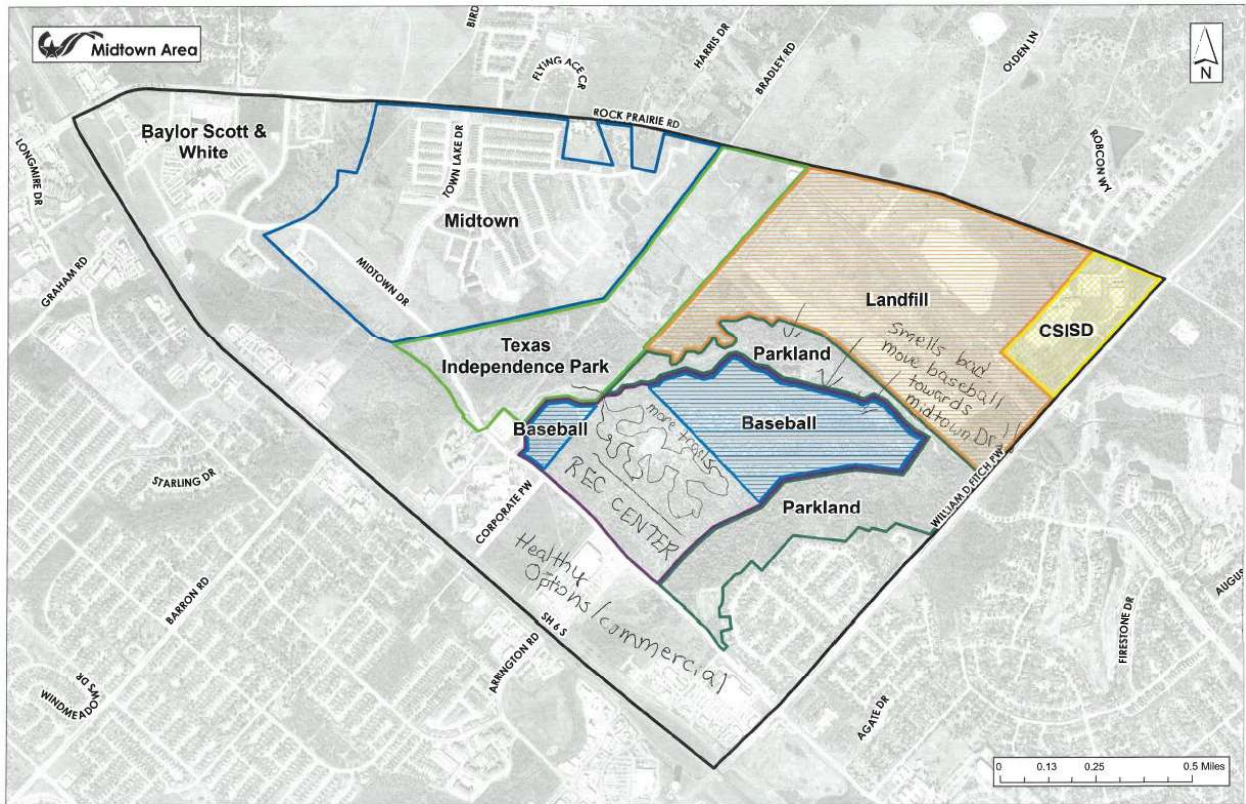 Midtown Area
N
BIRD
FLYING ACE CR
HARRIS DR
BRADLEY RD
OLDEN LN
ROBCON WY
ROCK PRAIRIE RD
LONGMIRE DR
Baylor Scott &
White
TOWN LAKE DR
Midtown
GRAHAM RD
MIDTOWN DR
Landfill
CSISD
Texas
Independence Park
Parkland
Smells bad
move baseball
towards
midtown Dr!!
Baseball
more trails
Baseball
REC CENTER
Parkland
WILLIAM D FITCH PW
STARLING DR
CORPORATE PW
Healthy
Options/commercial
BARRON RD
SH 6 S
ARRINGTON RD
WINDMEADOWS DR
AGATE DR
FIRESTONE DR
AUGUS
0 0.13 0.25 0.5 Miles